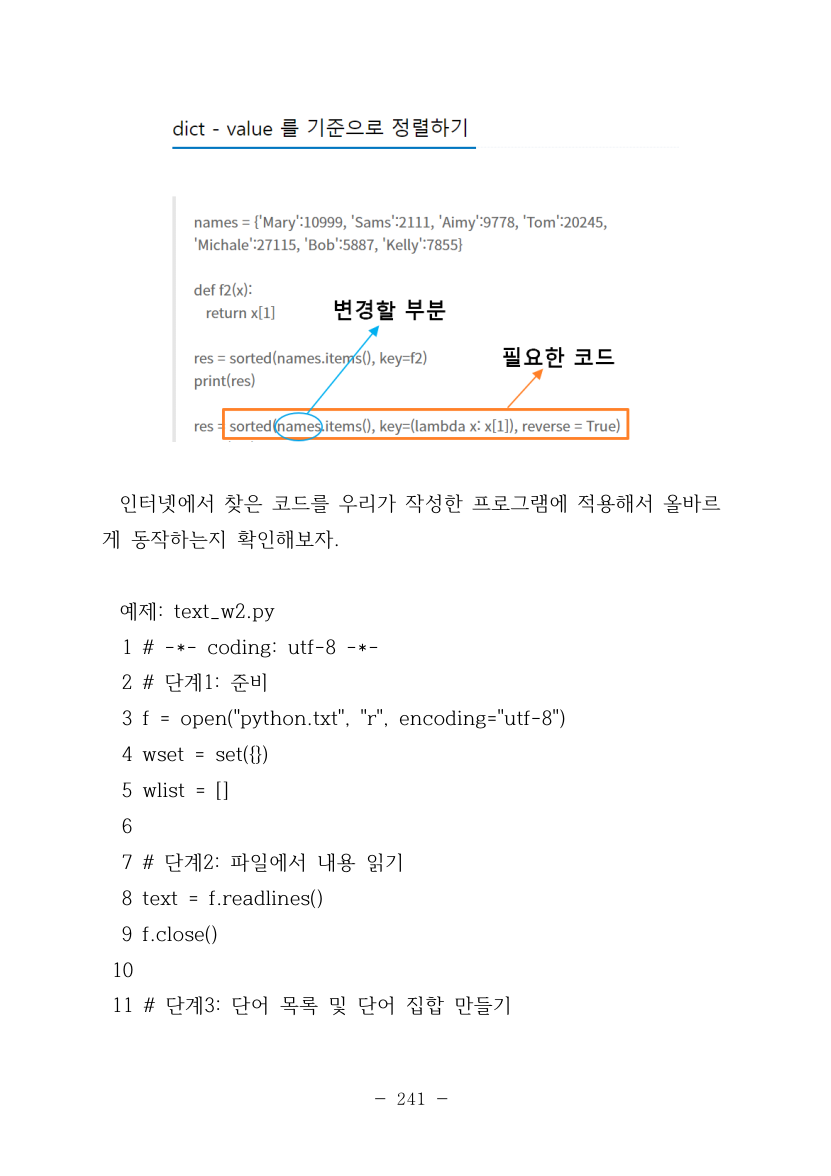 dict - value 를 기준으로 정렬하기
names = {'Mary':10999, 'Sams':2111, 'Aimy':9778, 'Tom':20245,
'Michale':27115, 'Bob':5887, 'Kelly':7855}
def f2(x):
return x[1]
변경할 부분
res = sorted(names.items(), key=f2)
필요한 코드
print(res)
res = sorted(names.items(), key=(lambda x: x[1]), reverse = True)
인터넷에서 찾은 코드를 우리가 작성한 프로그램에 적용해서 올바르
게 동작하는지 확인해보자.
예제: text_w2.py
1 # -*- coding: utf-8 -*-
2 # 단계1: 준비
3 f = open("python.txt", "r", encoding="utf-8")
4 wset = set({})
5 wlist = []
6
7 # 단계2: 파일에서 내용 읽기
8 text = f.readlines()
9 f.close()
10
11 # 단계3: 단어 목록 및 단어 집합 만들기
- 241 -